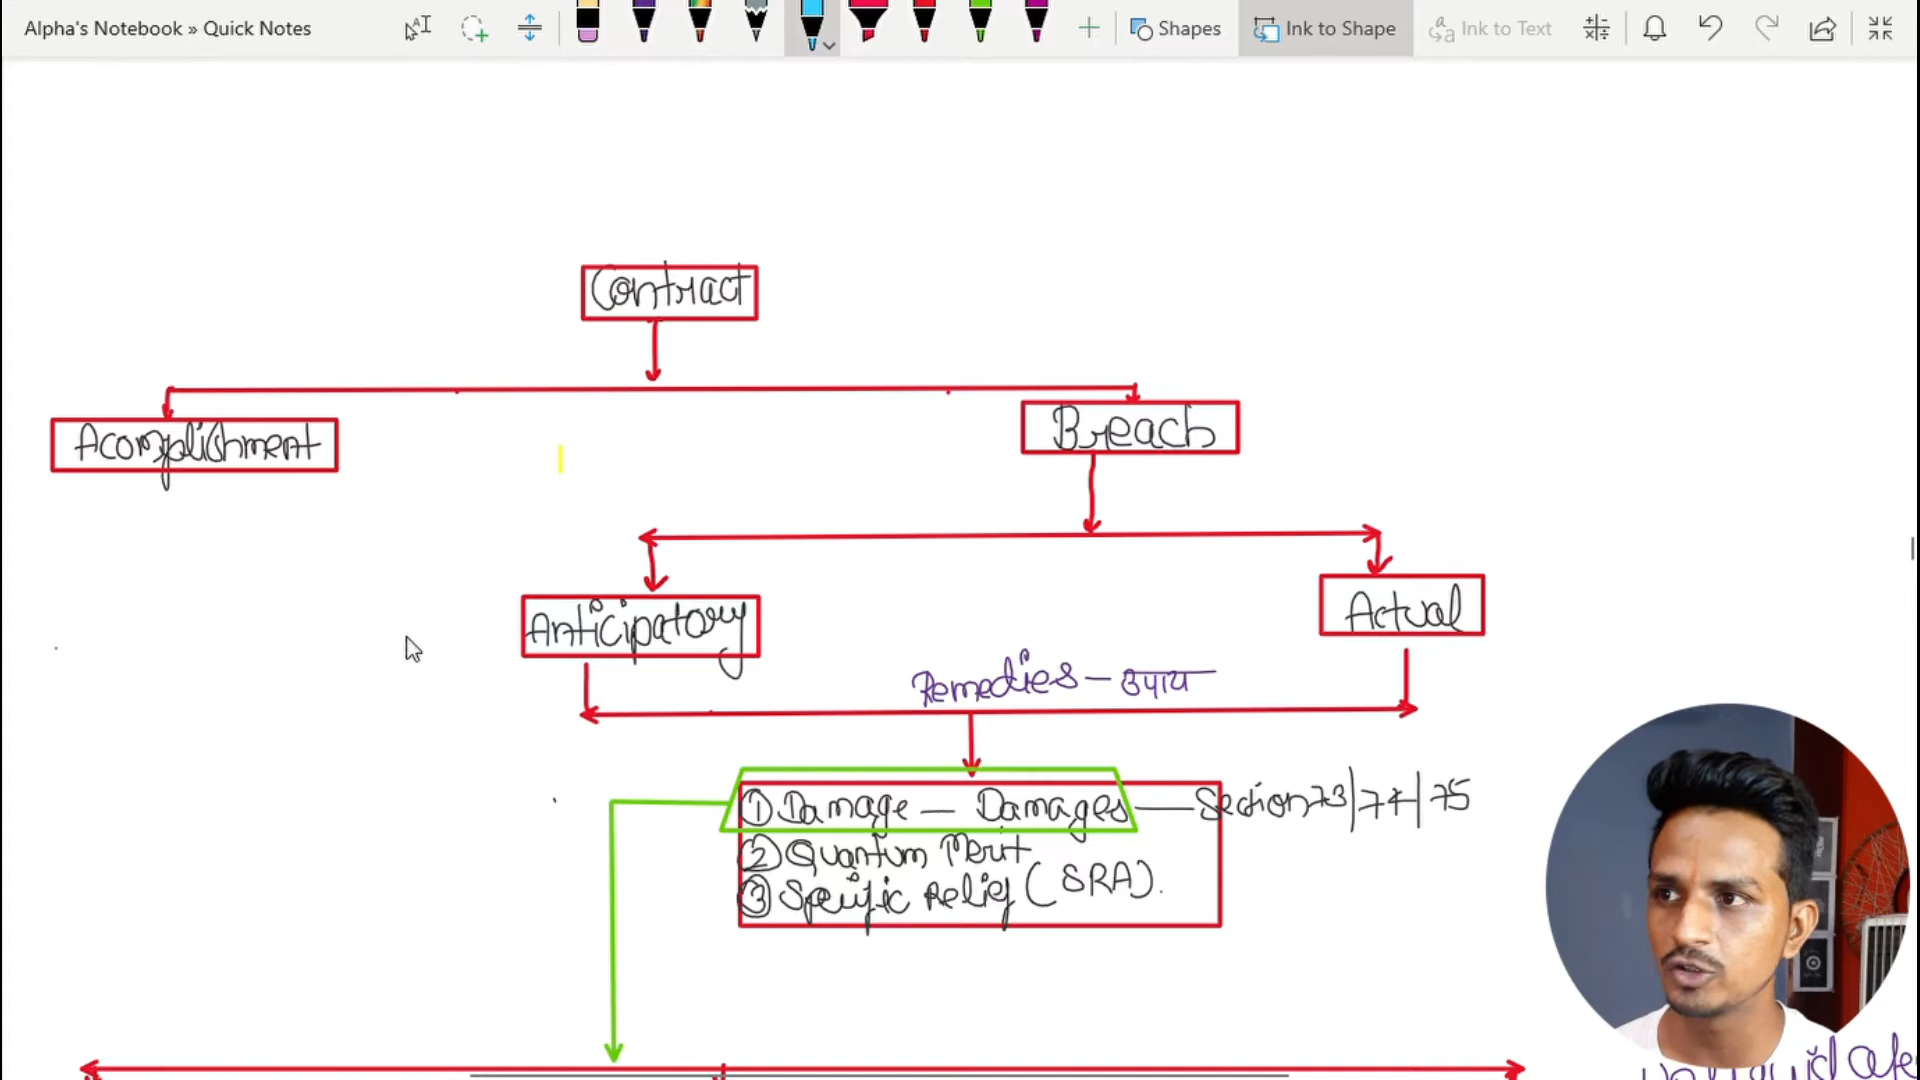 Alpha's Notebook » Quick Notes
Shapes
Ink to Shape
Ink to Text
Contract
Acomplishment
Breach
Anticipatory
Actual
Remedies - उपाय
① Damage - Damages - Section 73/74/75
② Quantum Merit
③ Specific Relief (SRA).